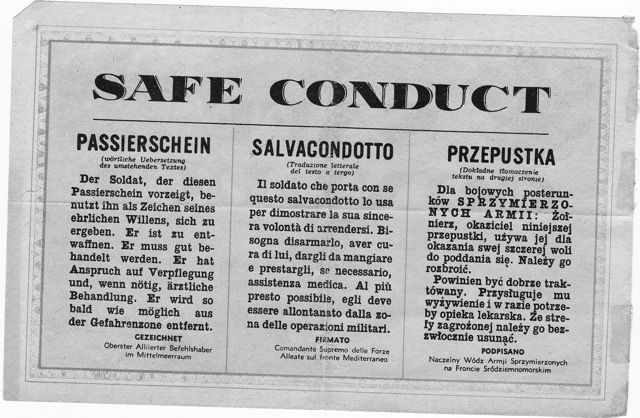 SAFE CONDUCT
PASSIERSCHEIN
(wörtliche Uebersetzung
des umstehenden Textes)
Der Soldat, der diesen
Passierschein vorzeigt, be-
nutzt ihn als Zeichen seines
ehrlichen Willens, sich zu
ergeben. Er ist zu ent-
waffnen. Er muss gut be-
handelt werden. Er hat
Anspruch auf Verpflegung
und, wenn nötig, ärztliche
Behandlung. Er wird so
bald wie möglich aus
der Gefahrenzone entfernt.
GEZEICHNET
Oberster Alliierter Befehlshaber
im Mittelmeerraum
SALVACONDOTTO
(Traduzione letterale
del testo a tergo)
Il soldato che porta con se
questo salvacondotto lo usa
per dimostrare la sua since-
ra volontà di arrendersi. Bi-
sogna disarmarlo, aver cu-
ra di lui, dargli da mangiare
e prestargli, se necessario,
assistenza medica. Al più
presto possibile, egli deve
essere allontanato dalla zo-
na delle operazioni militari.
FIRMATO
Comandante Supremo delle Forze
Alleate sul fronte Mediterraneo
PRZEPUSTKA
(Dokładne tłomaczenie
tekstu na drugiej stronie)
Dla bojowych posterun-
ków SPRZYMIERZO-
NYCH ARMII: Żoł-
nierz, okaziciel niniejszej
przepustki, używa jej dla
okazania swej szczerej woli
do poddania się. Należy go
rozbroić.
Powinien być dobrze trak-
towany. Przysługuje mu
wyżywienie i w razie potrze-
by opieka lekarska. Ze stre-
fy zagrożonej należy go bez-
zwłocznie usunąć.
PODPISANO
Naczelny Wódz Armji Sprzymierzonych
na Froncie Śródziemnomorskim